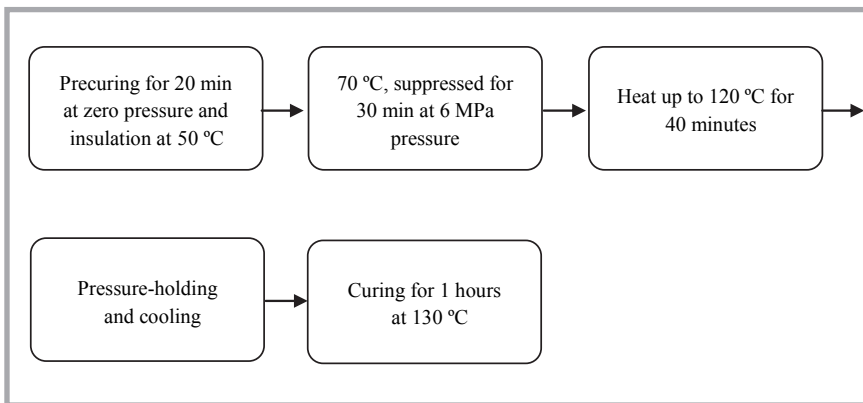 Precuring for 20 min
at zero pressure and
insulation at 50 ºC
70 ºC, suppressed for
30 min at 6 MPa
pressure
Heat up to 120 ºC for
40 minutes
Pressure-holding
and cooling
Curing for 1 hours
at 130 ºC